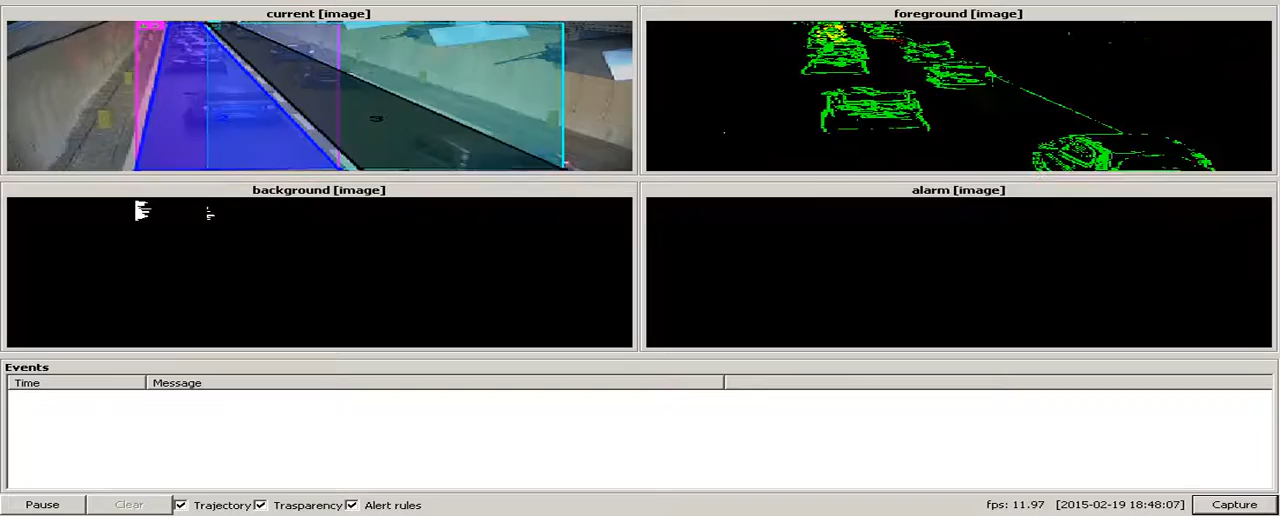 current [image]
foreground [image]
3
background [image]
alarm [image]
Events
Time Message
Pause Clear Trajectory Trasparency Alert rules fps: 11.97 [2015-02-19 18:48:07] Capture